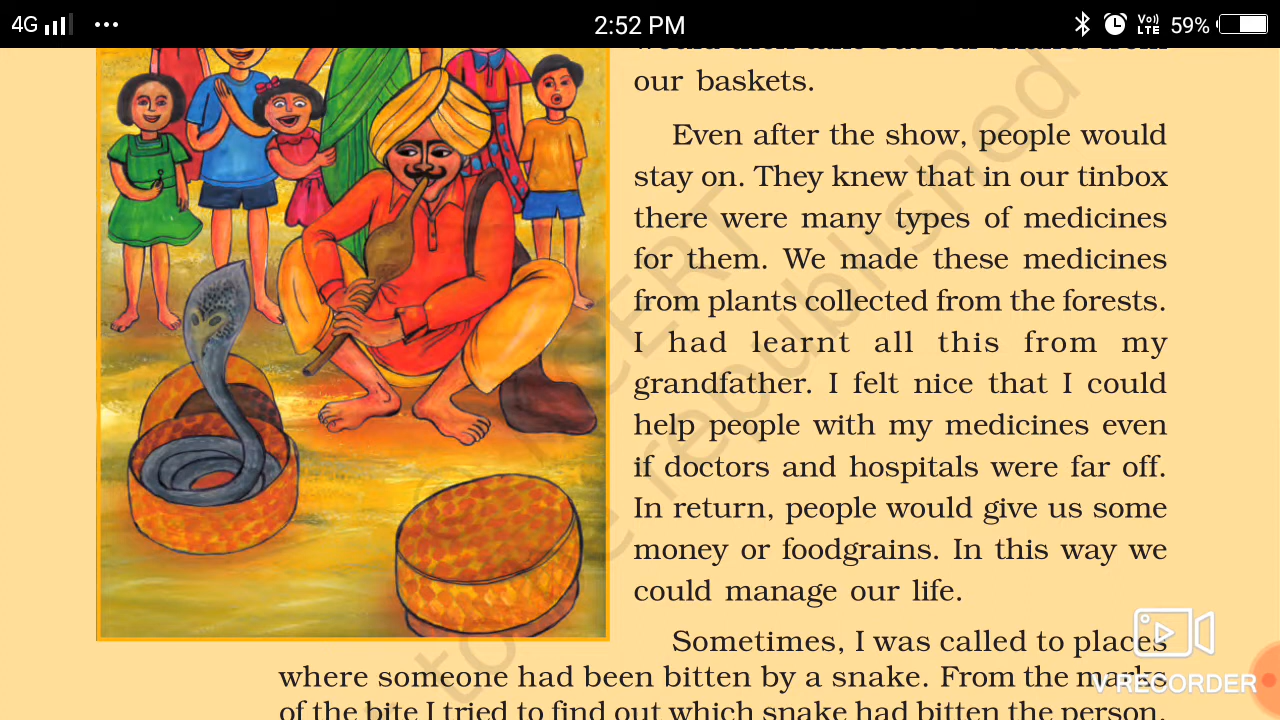 4G
2:52 PM
Vo))
LTE
59%
our baskets.
Even after the show, people would
stay on. They knew that in our tinbox
there were many types of medicines
for them. We made these medicines
from plants collected from the forests.
I had learnt all this from my
grandfather. I felt nice that I could
help people with my medicines even
if doctors and hospitals were far off.
In return, people would give us some
money or foodgrains. In this way we
could manage our life.
Sometimes, I was called to places
where someone had been bitten by a snake. From the marks
of the bite I tried to find out which snake had bitten the person.
republished
V RECORDER